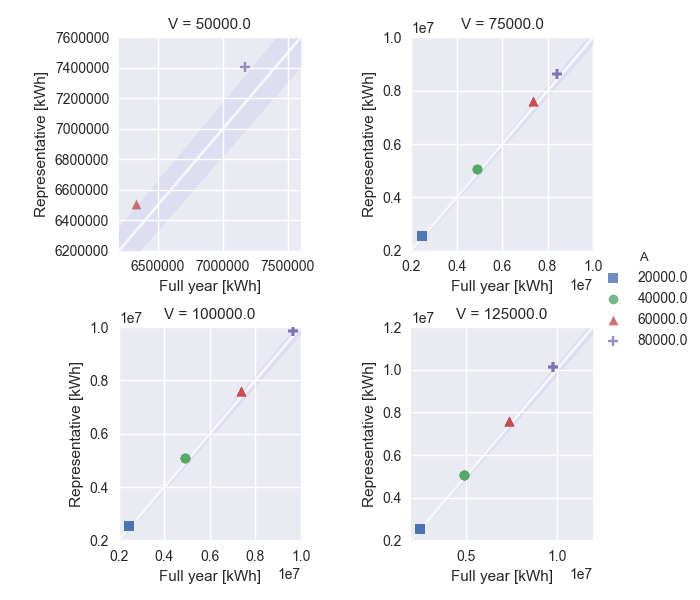 V = 50000.0
7600000
7400000
7200000
7000000
6800000
6600000
6400000
6200000
Representative [kWh]
6500000 7000000 7500000
Full year [kWh]
V = 75000.0
1e7
1.0
0.8
0.6
0.4
0.2
Representative [kWh]
0.2 0.4 0.6 0.8 1.0
Full year [kWh]
1e7
V = 100000.0
1e7
1.0
0.8
0.6
0.4
0.2
Representative [kWh]
0.2 0.4 0.6 0.8 1.0
Full year [kWh]
1e7
V = 125000.0
1e7
1.2
1.0
0.8
0.6
0.4
0.2
Representative [kWh]
0.5 1.0
Full year [kWh]
1e7
A
20000.0
40000.0
60000.0
80000.0